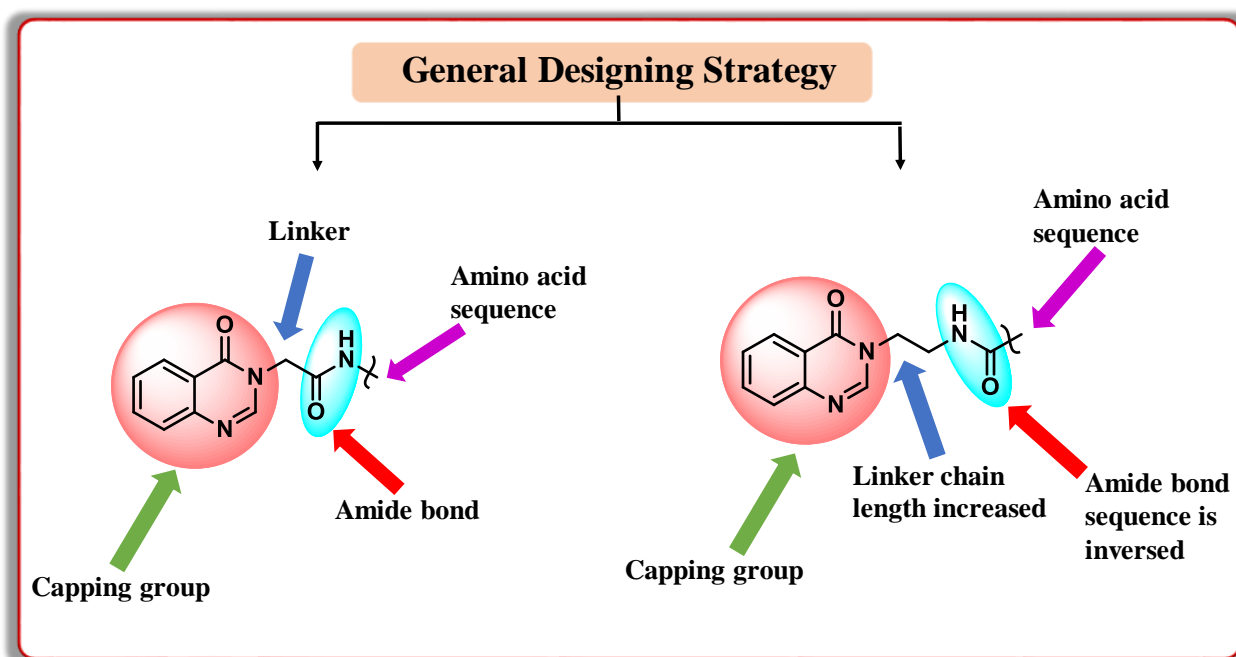 General Designing Strategy
Linker
Amino acid
sequence
O
N
N
O
H
N
Amide bond
Capping group
Amino acid
sequence
O
N
N
H
N
O
Linker chain
length increased
Amide bond
sequence is
inversed
Capping group